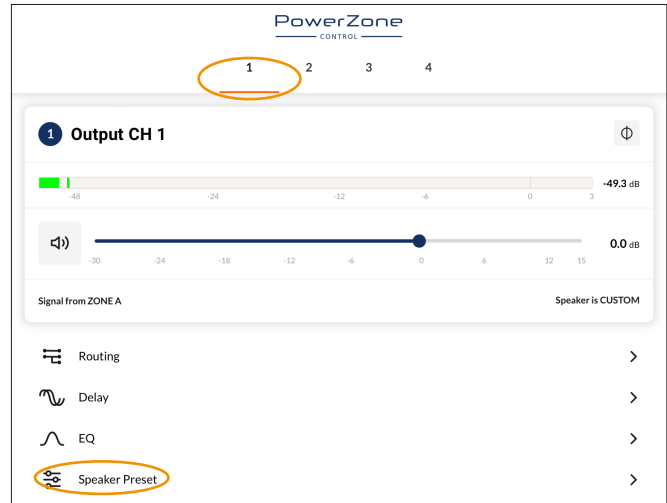 PowerZone
CONTROL
1 2 3 4
1 Output CH 1
-49.3 dB
-48 -24 -12 -6 0 3
0.0 dB
-30 -24 -18 -12 -6 0 6 12 15
Signal from ZONE A Speaker is CUSTOM
Routing
Delay
EQ
Speaker Preset